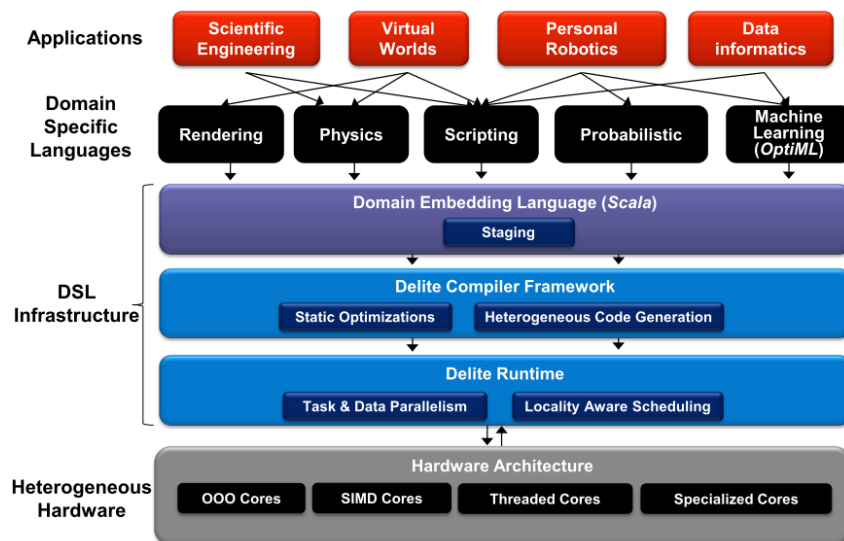 Applications
Scientific
Engineering
Virtual
Worlds
Personal
Robotics
Data
informatics
Domain
Specific
Languages
Rendering
Physics
Scripting
Probabilistic
Machine
Learning
(OptiML)
DSL
Infrastructure
Domain Embedding Language (Scala)
Staging
Delite Compiler Framework
Static Optimizations
Heterogeneous Code Generation
Delite Runtime
Task & Data Parallelism
Locality Aware Scheduling
Heterogeneous
Hardware
Hardware Architecture
OOO Cores
SIMD Cores
Threaded Cores
Specialized Cores